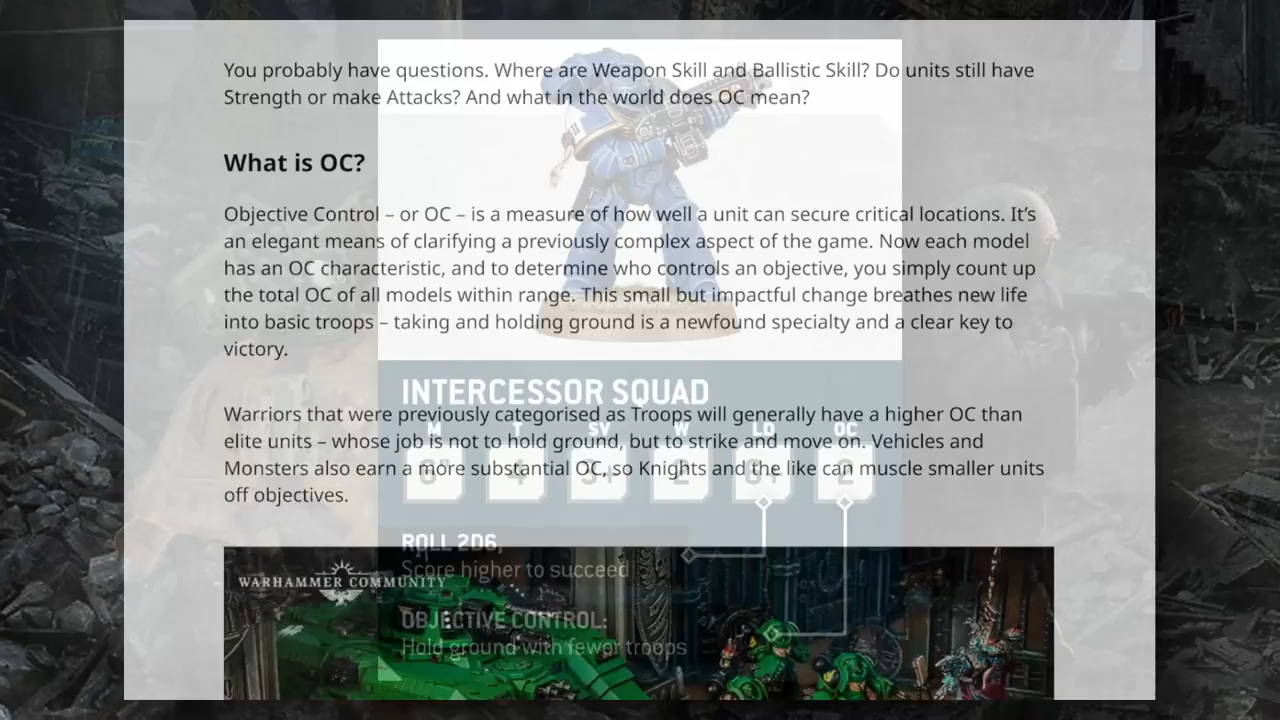 You probably have questions. Where are Weapon Skill and Ballistic Skill? Do units still have
Strength or make Attacks? And what in the world does OC mean?
What is OC?
Objective Control – or OC – is a measure of how well a unit can secure critical locations. It’s
an elegant means of clarifying a previously complex aspect of the game. Now each model
has an OC characteristic, and to determine who controls an objective, you simply count up
the total OC of all models within range. This small but impactful change breathes new life
into basic troops – taking and holding ground is a newfound specialty and a clear key to
victory.
INTERCESSOR SQUAD
Warriors that were previously categorised as Troops will generally have a higher OC than
elite units – whose job is not to hold ground, but to strike and move on. Vehicles and
Monsters also earn a more substantial OC, so Knights and the like can muscle smaller units
off objectives.
M T SV W LD OC
6" 4 3+ 2 6+ 2
ROLL 2D6,
Score higher to succeed
WARHAMMER COMMUNITY
OBJECTIVE CONTROL:
Hold ground with fewer troops